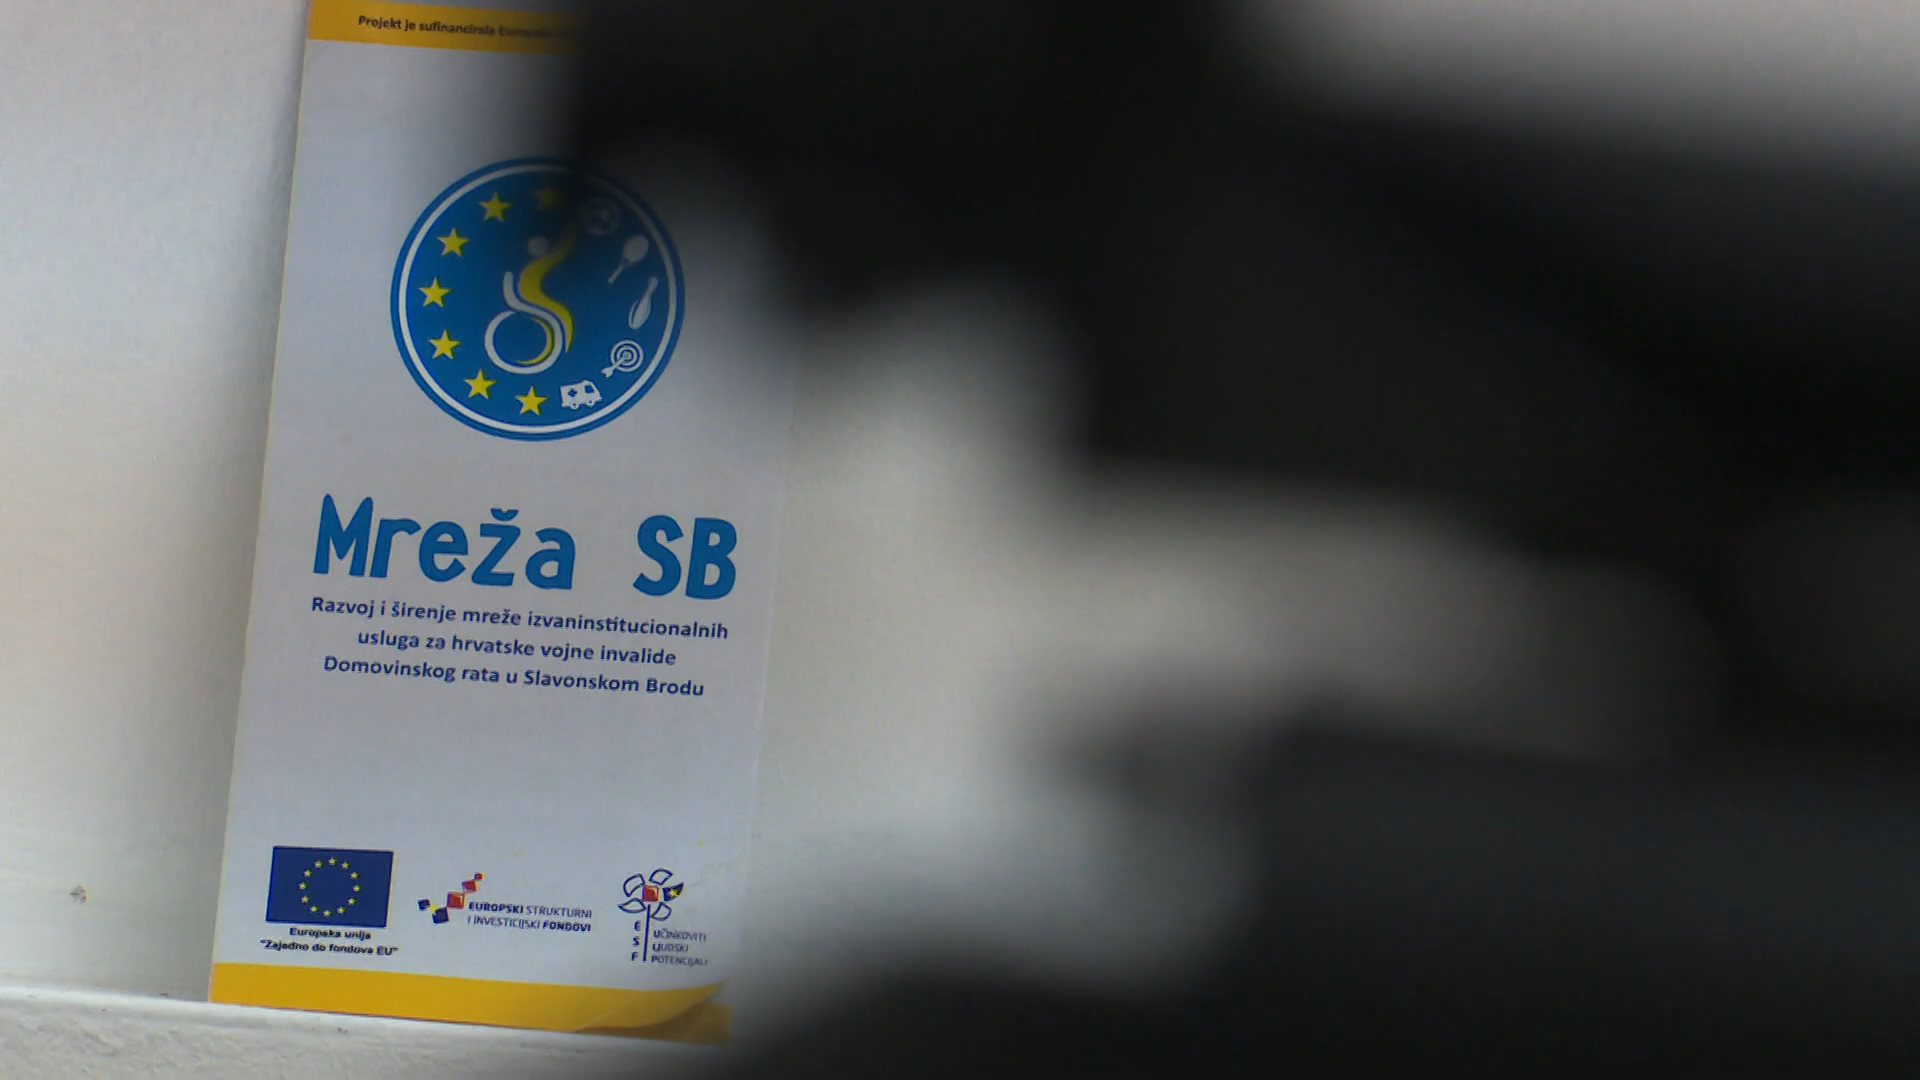 Projekt je sufinancirala
Mreža SB
Razvoj i širenje mreže izvaninstitucionalnih
usluga za hrvatske vojne invalide
Domovinskog rata u Slavonskom Brodu
Europska unija
"Zajedno do fondova EU"
EUROPSKI STRUKTURNI
I INVESTICIJSKI FONDOVI
ESF
UČINKOVITI
LJUDSKI
POTENCIJALI